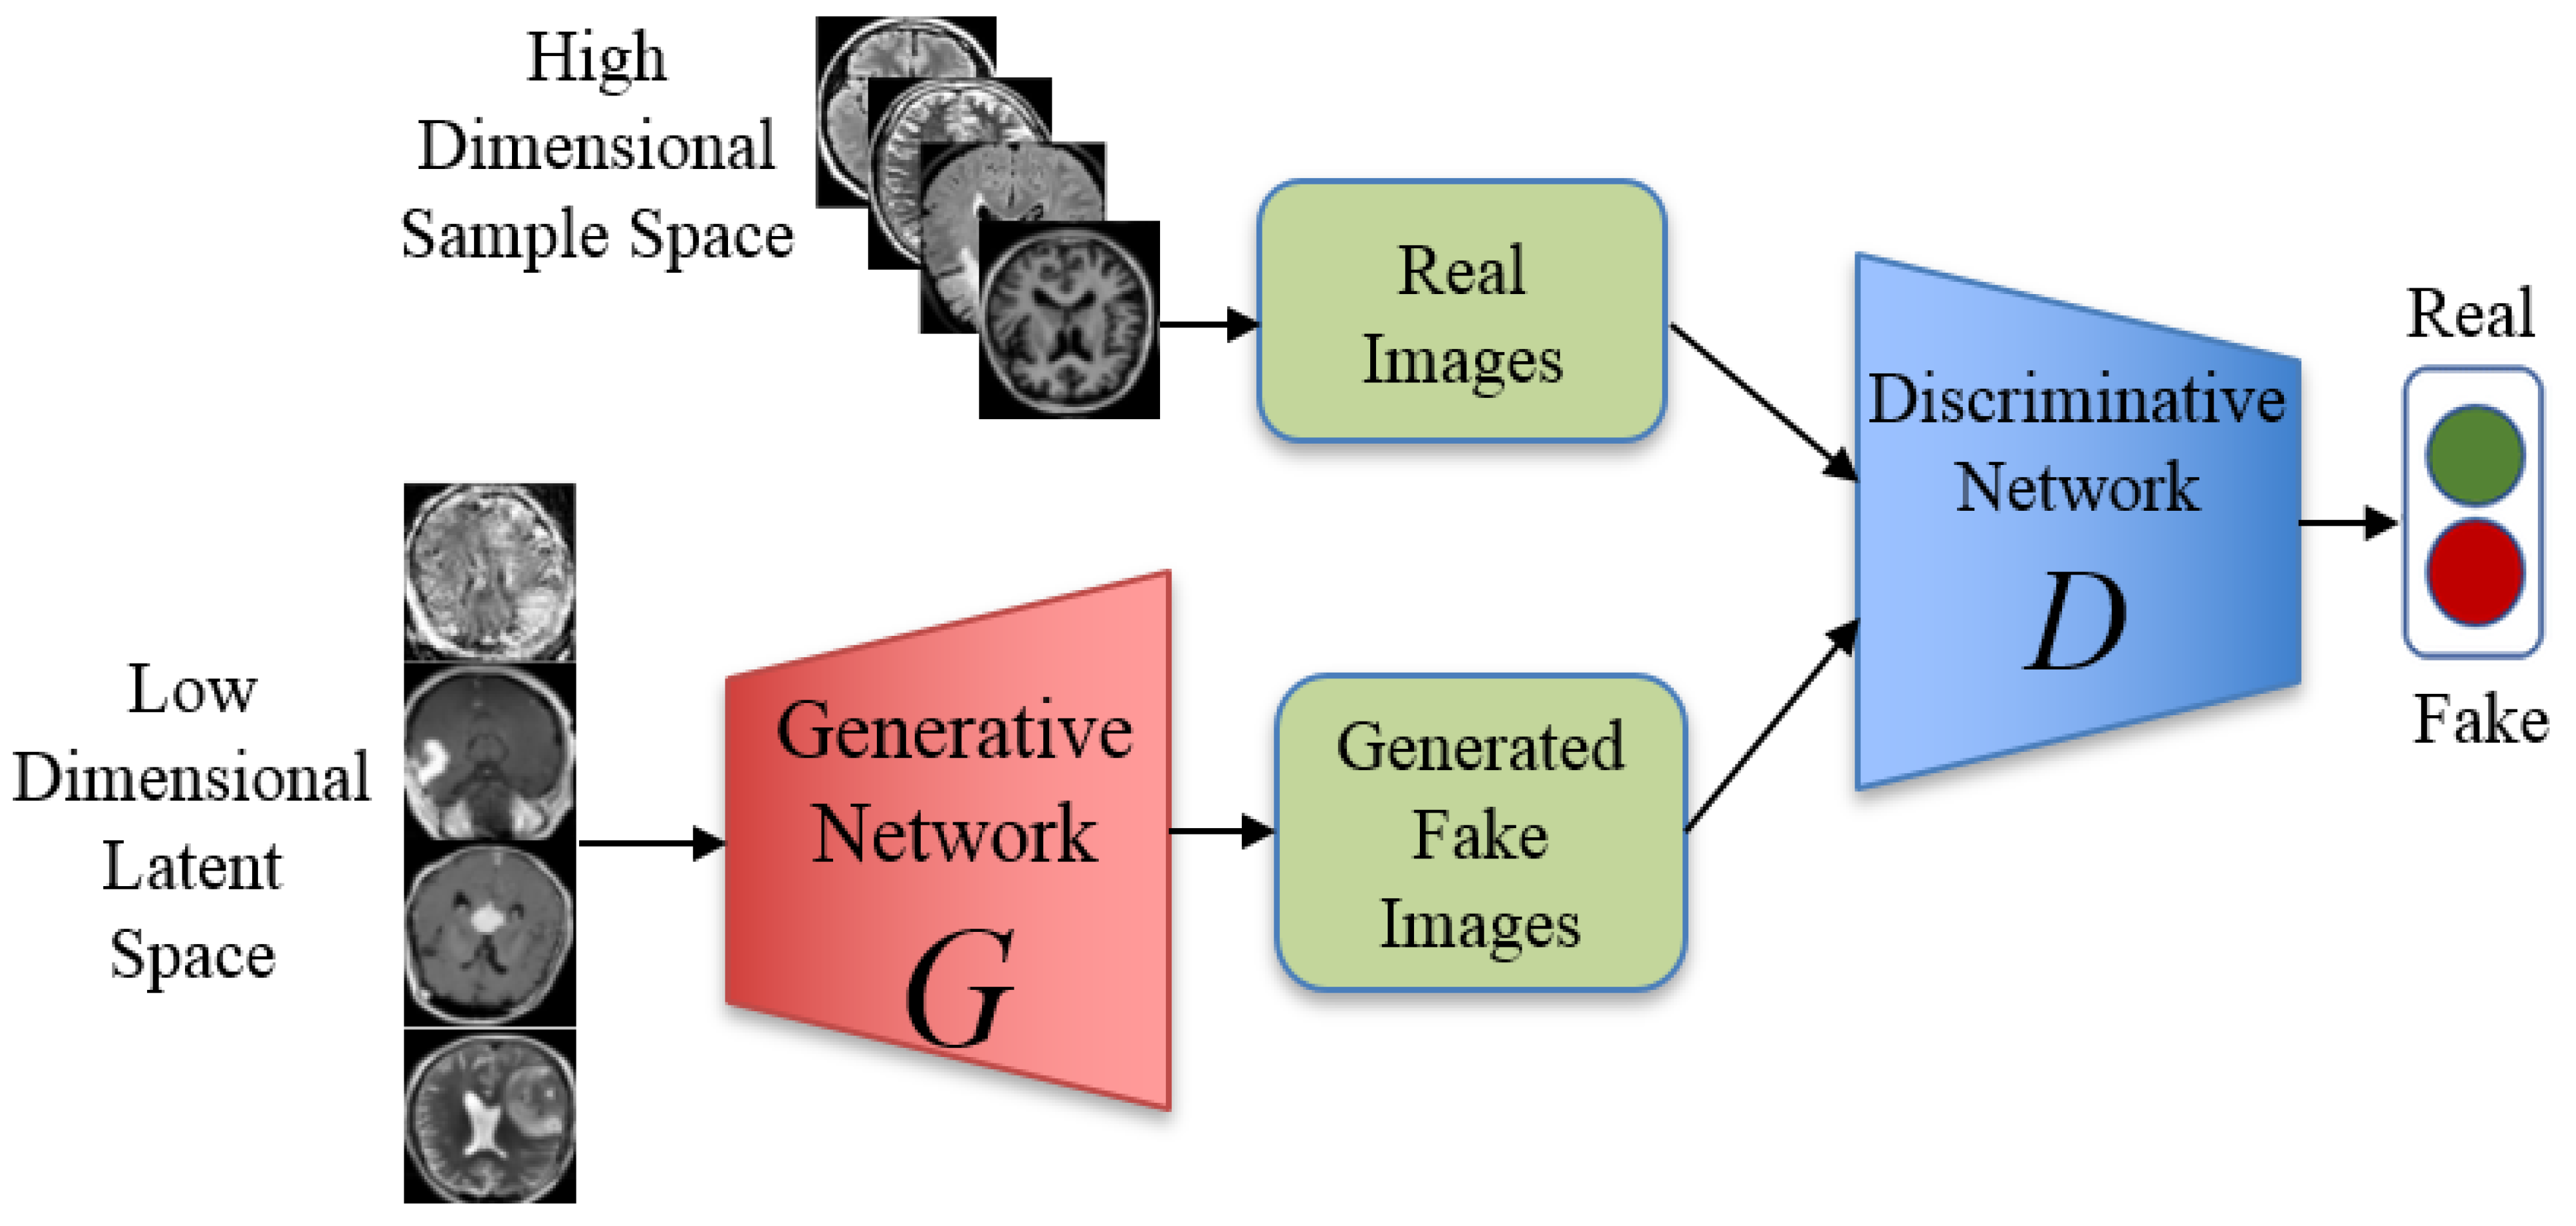 High
Dimensional
Sample Space
Real
Images
Discriminative
Network
D
Real
Fake
Low
Dimensional
Latent
Space
Generative
Network
G
Generated
Fake
Images